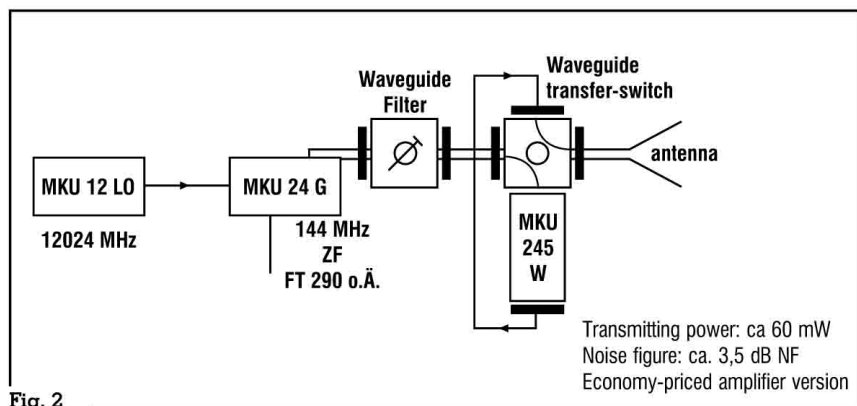 Waveguide
Filter
Waveguide
transfer-switch
antenna
MKU 12 LO
MKU 24 G
12024 MHz
144 MHz
ZF
FT 290 o.Ä.
MKU
245
W
Transmitting power: ca 60 mW
Noise figure: ca. 3,5 dB NF
Economy-priced amplifier version
Fig. 2